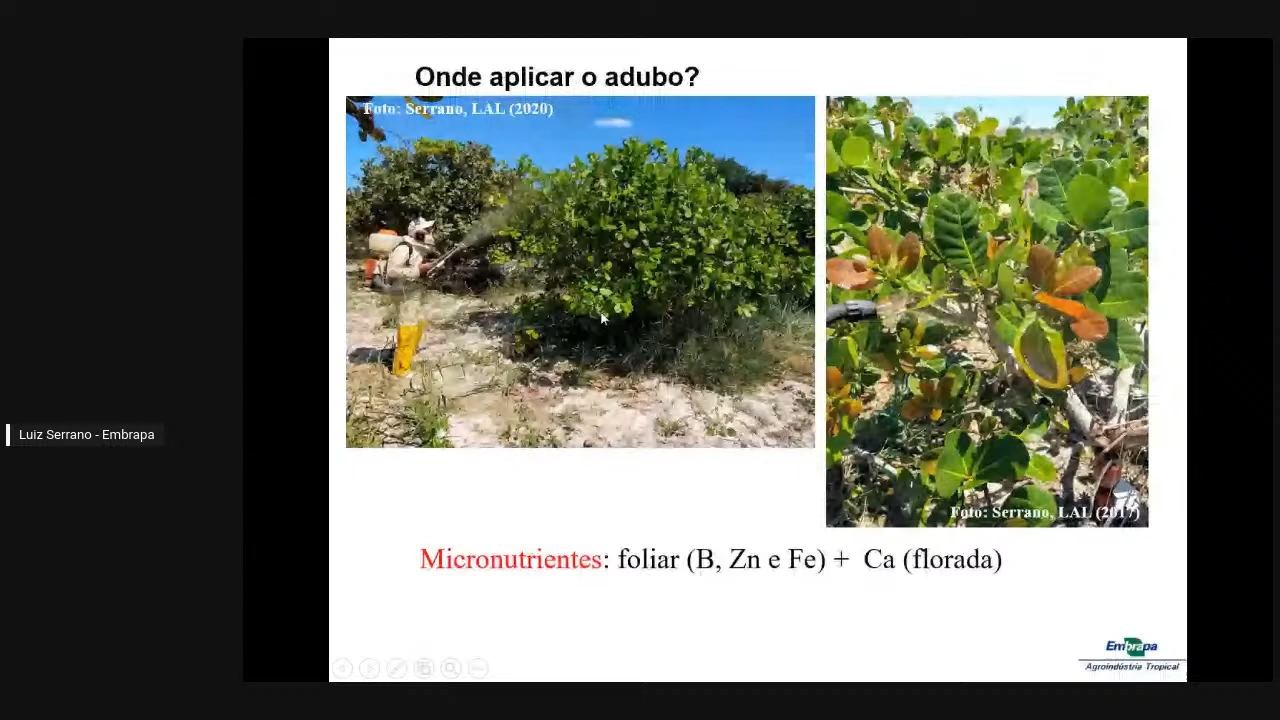 Onde aplicar o adubo?
Foto: Serrano, LAL (2020)
Luiz Serrano - Embrapa
Foto: Serrano, LAL (2017)
Micronutrientes: foliar (B, Zn e Fe) + Ca (florada)
Embrapa
Agroindústria Tropical